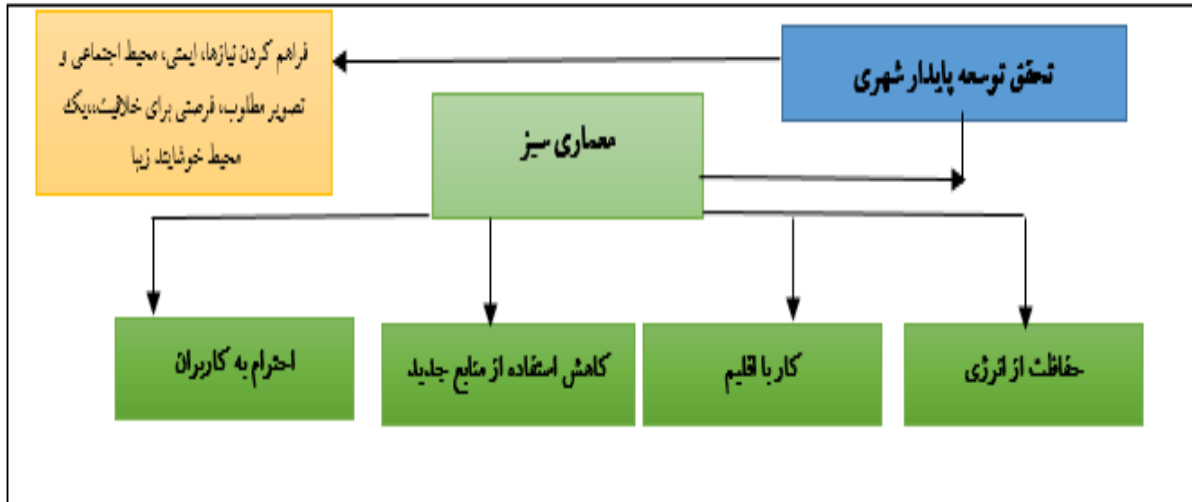 تحقق توسعه پایدار شهری
فراهم کردن نیازها، ایمنی، محیط اجتماعی و
تصویر مطلوب، فرصتی برای خلاقیت،،یک
محیط خوشایند زیبا
معماری سبز
حفاظت از انرژی
کار با اقلیم
کاهش استفاده از منابع جدید
احترام به کاربران